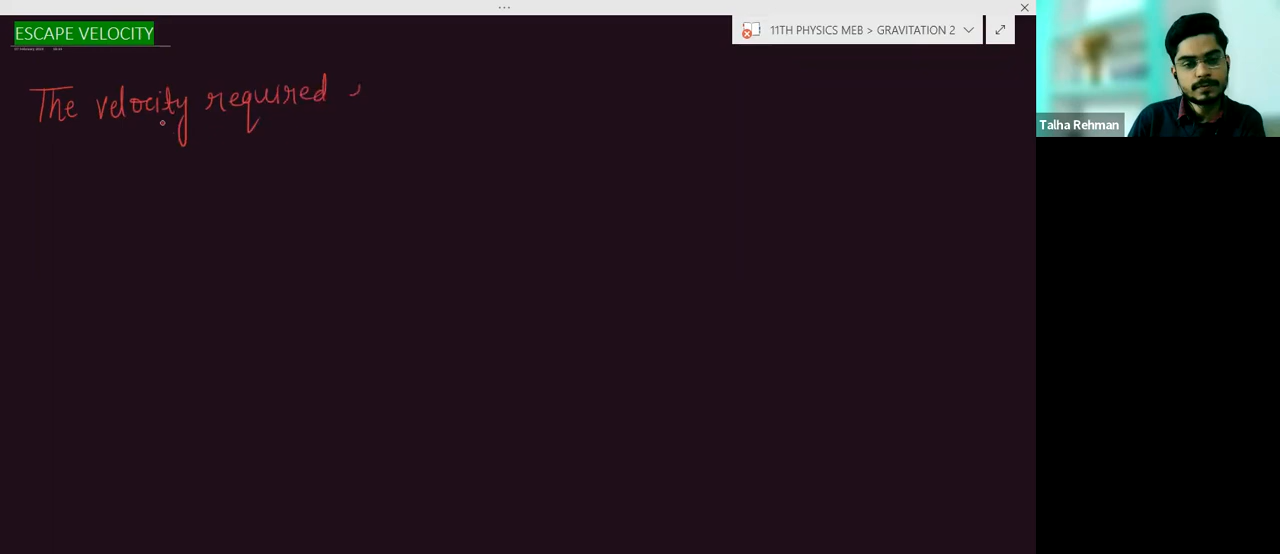 ESCAPE VELOCITY
11TH PHYSICS MEB > GRAVITATION 2
The velocity required
Talha Rehman